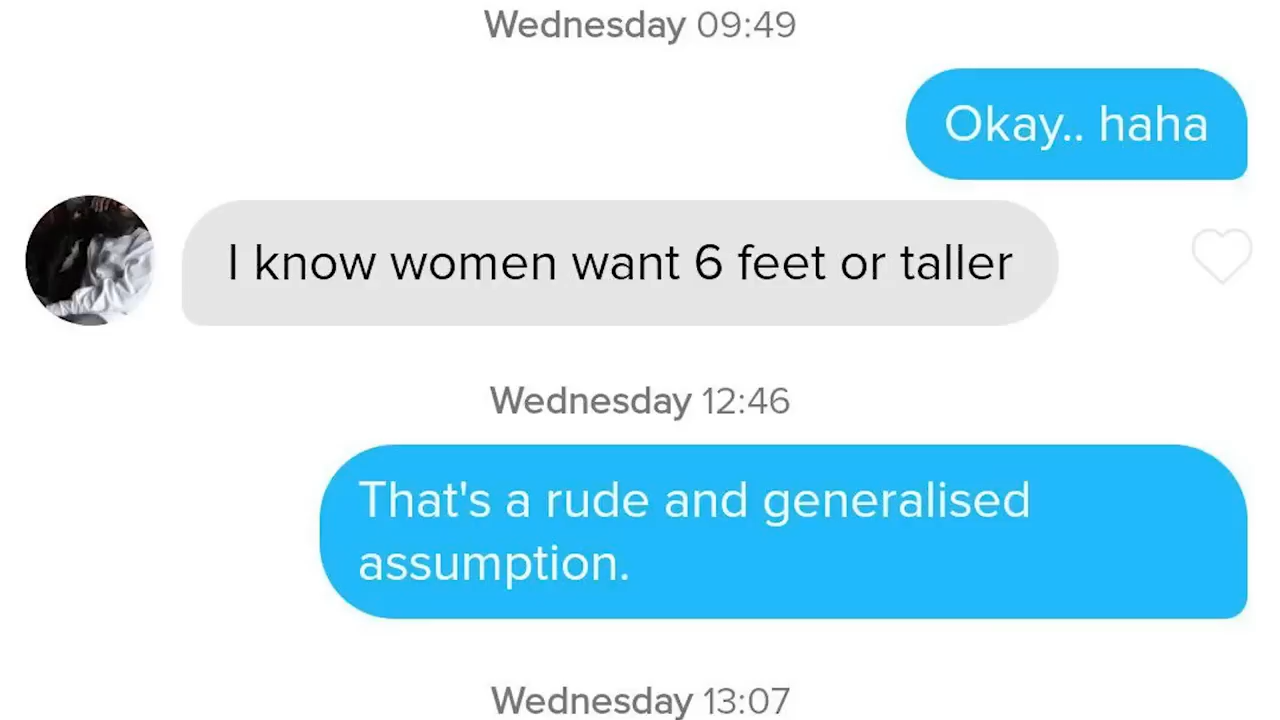 Wednesday 09:49
Okay.. haha
I know women want 6 feet or taller
Wednesday 12:46
That's a rude and generalised
assumption.
Wednesday 13:07